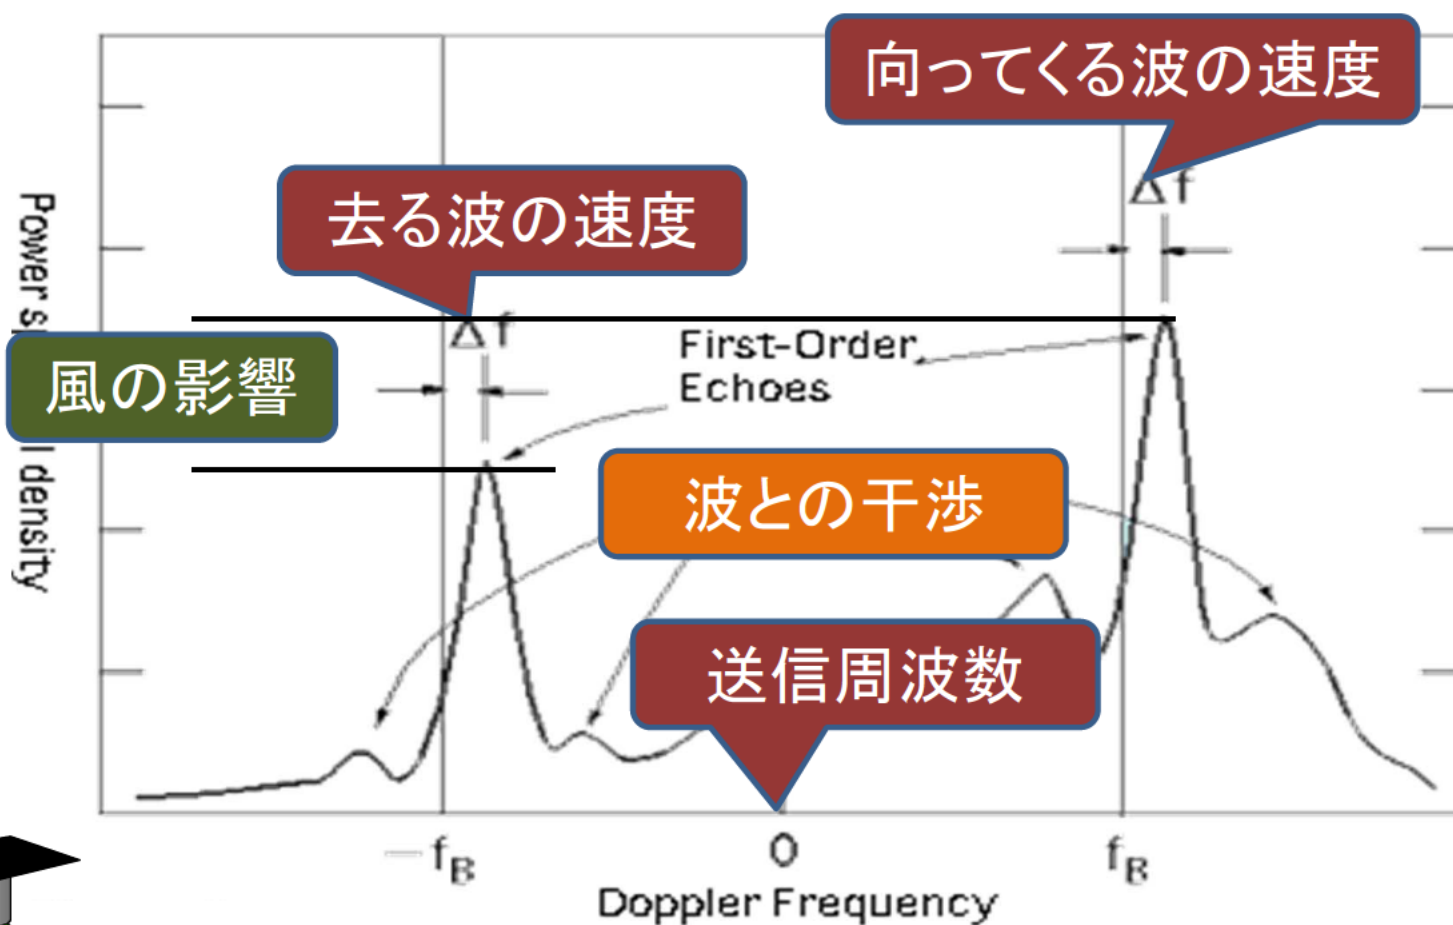 向ってくる波の速度
Δ f
去る波の速度
Δ f
First-Order
Echoes
風の影響
波との干渉
送信周波数
Power
density
−fB
0
fB
Doppler Frequency